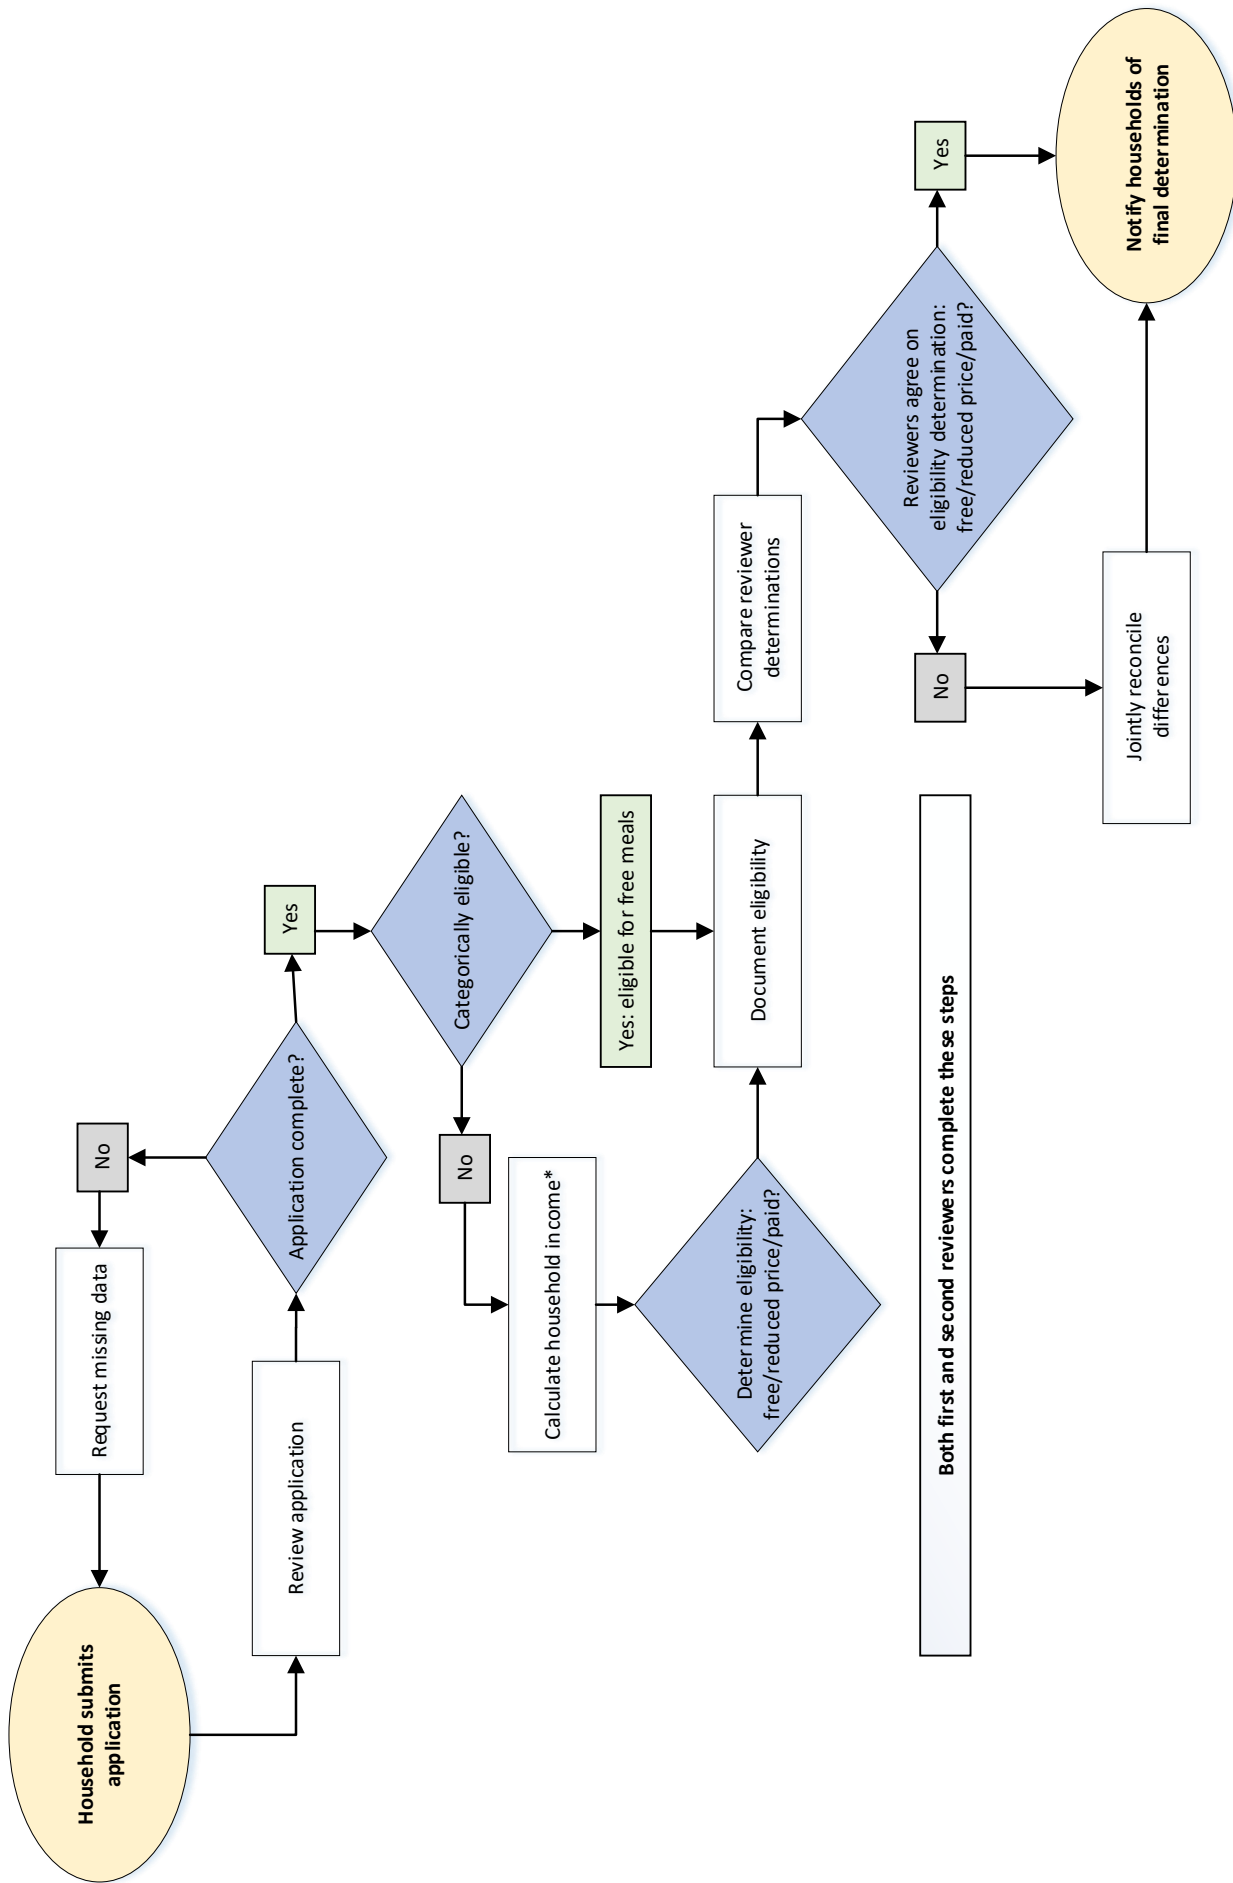 Household submits
application
Request missing data
No
Review application
Application complete?
Yes
Categorically eligible?
No
Calculate household income*
Yes: eligible for free meals
Determine eligibility:
free/reduced price/paid?
Document eligibility
Compare reviewer
determinations
Reviewers agree on
eligibility determination:
free/reduced price/paid?
Yes
No
Jointly reconcile
differences
Notify households of
final determination
Both first and second reviewers complete these steps